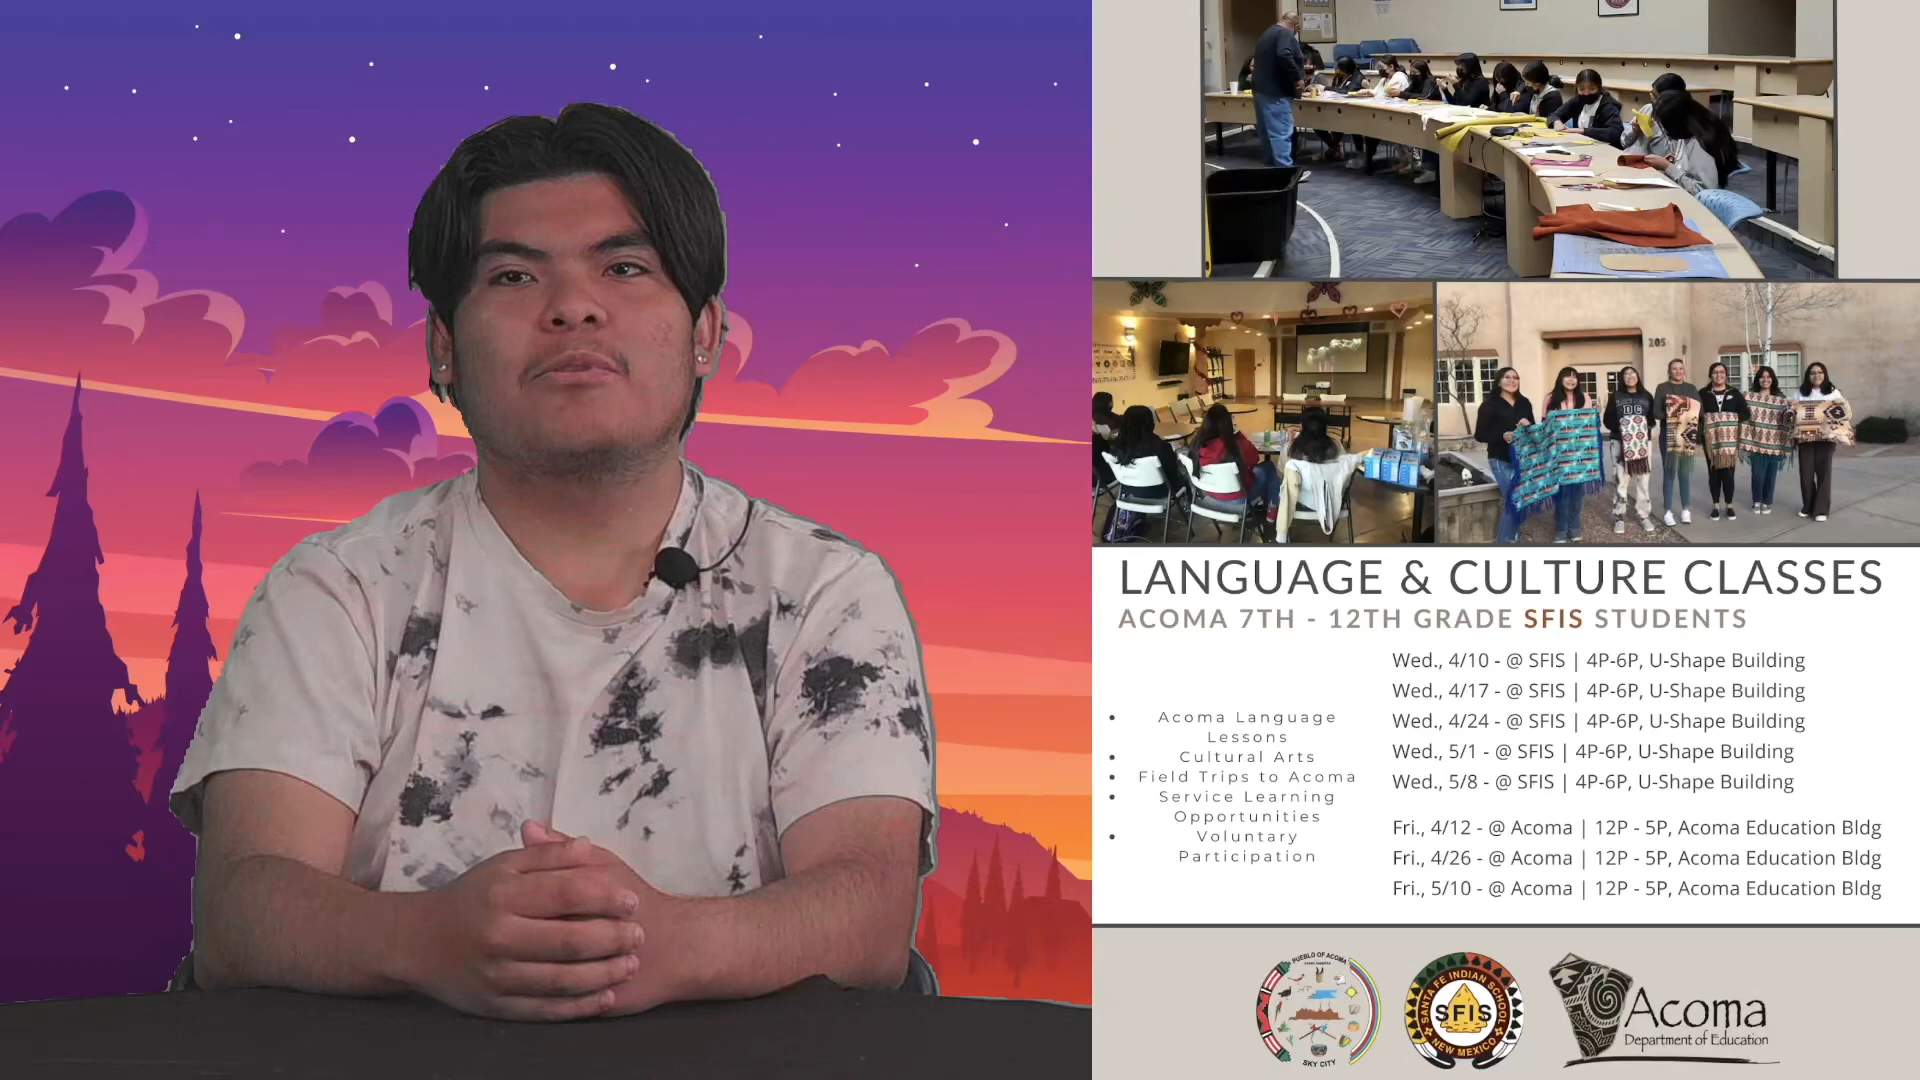 205
LANGUAGE & CULTURE CLASSES
ACOMA 7TH - 12TH GRADE SFIS STUDENTS
• Acoma Language
Lessons
• Cultural Arts
• Field Trips to Acoma
• Service Learning
Opportunities
• Voluntary
Participation
Wed., 4/10 - @ SFIS | 4P-6P, U-Shape Building
Wed., 4/17 - @ SFIS | 4P-6P, U-Shape Building
Wed., 4/24 - @ SFIS | 4P-6P, U-Shape Building
Wed., 5/1 - @ SFIS | 4P-6P, U-Shape Building
Wed., 5/8 - @ SFIS | 4P-6P, U-Shape Building
Fri., 4/12 - @ Acoma | 12P - 5P, Acoma Education Bldg
Fri., 4/26 - @ Acoma | 12P - 5P, Acoma Education Bldg
Fri., 5/10 - @ Acoma | 12P - 5P, Acoma Education Bldg
PUEBLO OF ACOMA
SKY CITY
SANTA FE INDIAN SCHOOL
SFIS
NEW MEXICO
Acoma
Department of Education